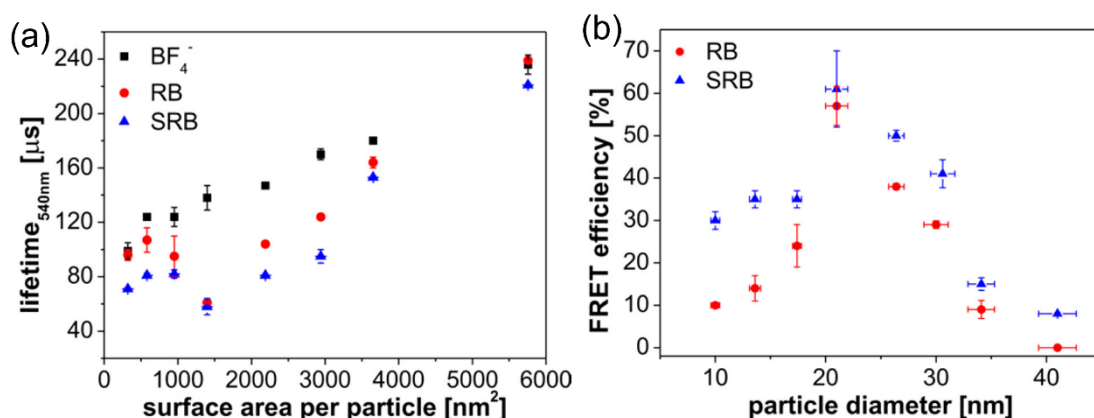 (a)
BF4-
RB
SRB
lifetime540nm [μs]
240
200
160
120
80
40
0 1000 2000 3000 4000 5000 6000
surface area per particle [nm2]
(b)
RB
SRB
FRET efficiency [%]
70
60
50
40
30
20
10
0
10 20 30 40
particle diameter [nm]